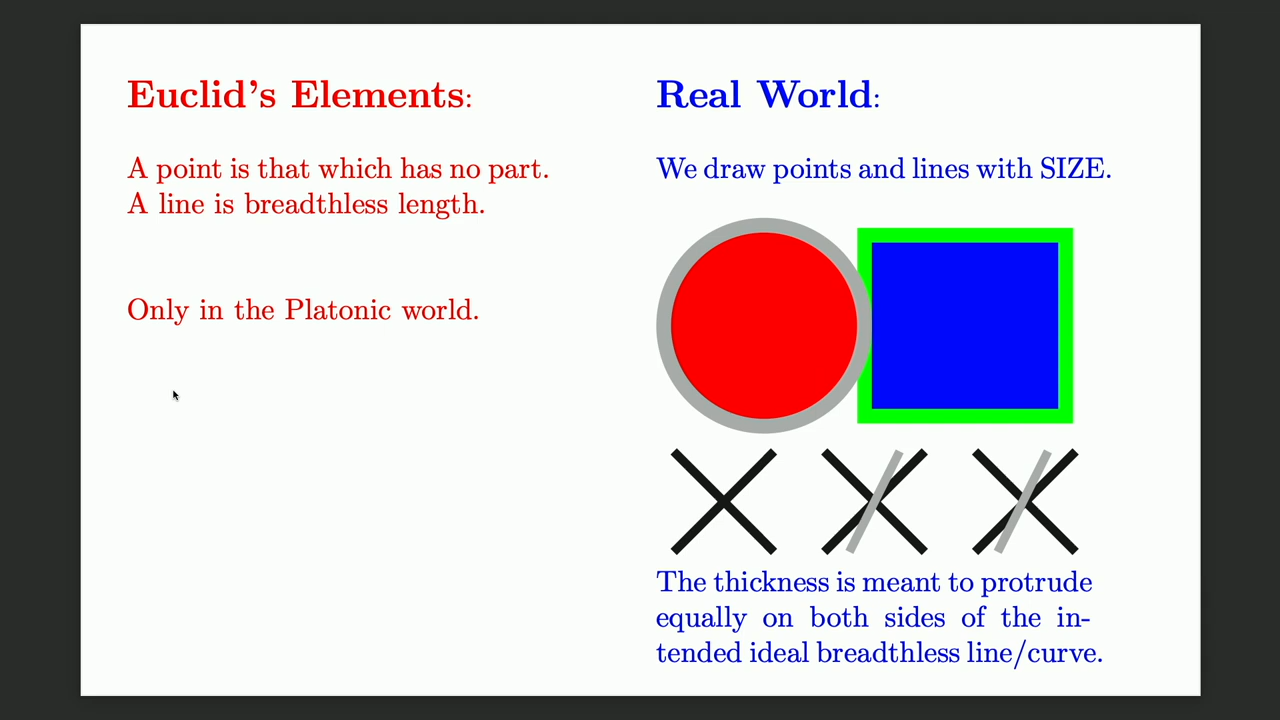 Euclid's Elements:
A point is that which has no part.
A line is breadthless length.
Only in the Platonic world.
Real World:
We draw points and lines with SIZE.
The thickness is meant to protrude
equally on both sides of the in-
tended ideal breadthless line/curve.